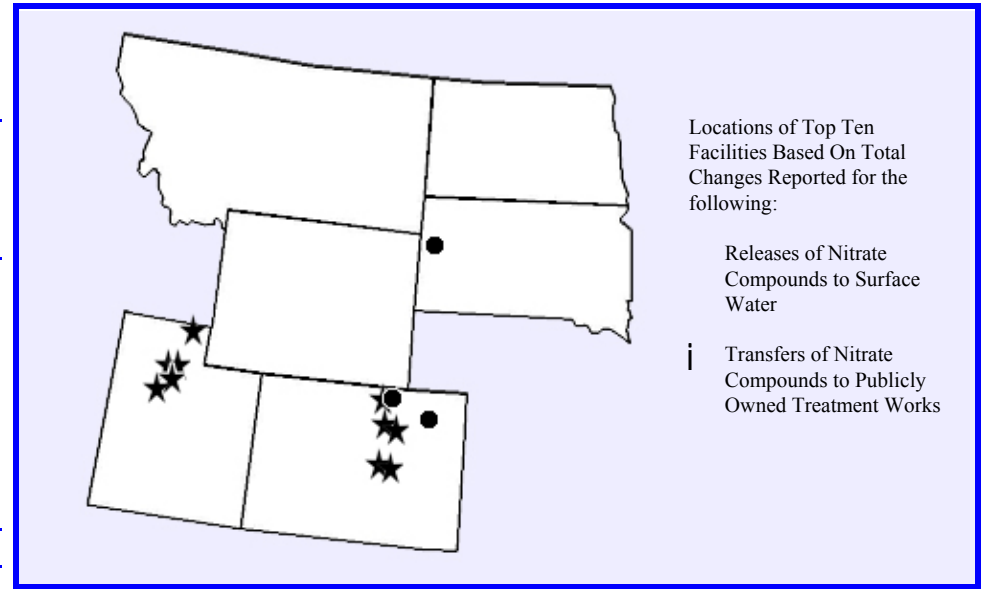 Locations of Top Ten
Facilities Based On Total
Changes Reported for the
following:
Releases of Nitrate
Compounds to Surface
Water
i Transfers of Nitrate
Compounds to Publicly
Owned Treatment Works